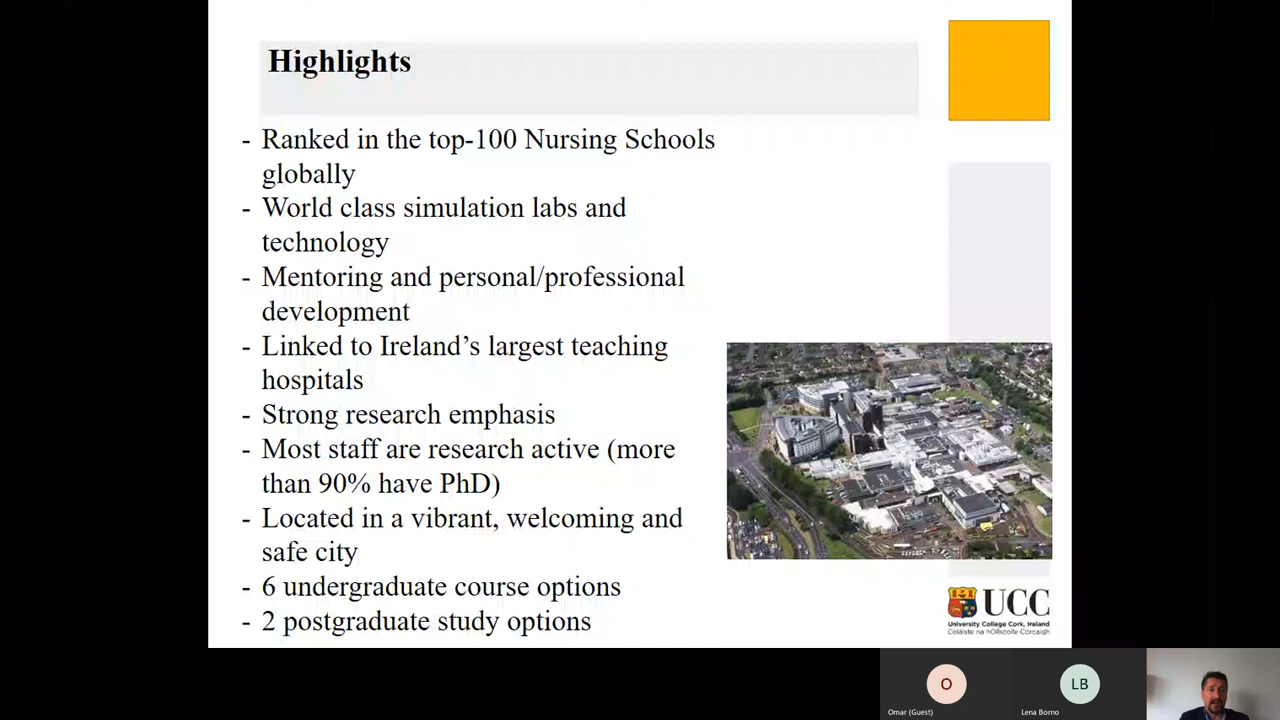 Highlights
- Ranked in the top-100 Nursing Schools
globally
- World class simulation labs and
technology
- Mentoring and personal/professional
development
- Linked to Ireland’s largest teaching
hospitals
- Strong research emphasis
- Most staff are research active (more
than 90% have PhD)
- Located in a vibrant, welcoming and
safe city
- 6 undergraduate course options
- 2 postgraduate study options
UCC
University College Cork, Ireland
Coláiste na hOllscoile Corcaigh
O
Omar (Guest)
LB
Lena Borno